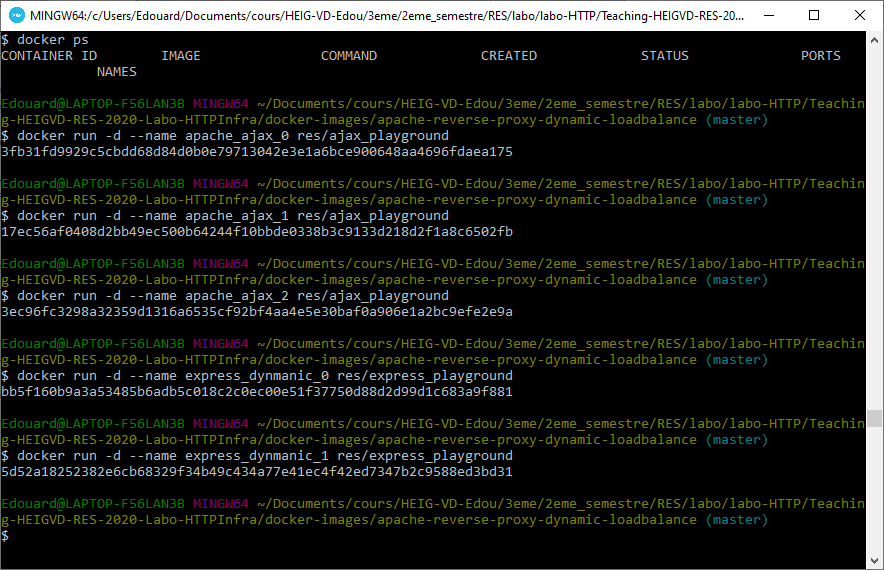 MINGW64:/c/Users/Edouard/Documents/cours/HEIG-VD-Edou/3eme/2eme_semestre/RES/labo/labo-HTTP/Teaching-HEIGVD-RES-20...
$ docker ps
CONTAINER ID        IMAGE               COMMAND             CREATED             STATUS              PORTS
            NAMES
Edouard@LAPTOP-F56LAN3B MINGW64 ~/Documents/cours/HEIG-VD-Edou/3eme/2eme_semestre/RES/labo/labo-HTTP/Teachin
g-HEIGVD-RES-2020-Labo-HTTPInfra/docker-images/apache-reverse-proxy-dynamic-loadbalance (master)
$ docker run -d --name apache_ajax_0 res/ajax_playground
3fb31fd9929c5cbdd68d84d0b0e79713042e3e1a6bce900648aa4696fdaea175
Edouard@LAPTOP-F56LAN3B MINGW64 ~/Documents/cours/HEIG-VD-Edou/3eme/2eme_semestre/RES/labo/labo-HTTP/Teachin
g-HEIGVD-RES-2020-Labo-HTTPInfra/docker-images/apache-reverse-proxy-dynamic-loadbalance (master)
$ docker run -d --name apache_ajax_1 res/ajax_playground
17ec56af0408d2bb49ec500b64244f10bbde0338b3c9133d218d2f1a8c6502fb
Edouard@LAPTOP-F56LAN3B MINGW64 ~/Documents/cours/HEIG-VD-Edou/3eme/2eme_semestre/RES/labo/labo-HTTP/Teachin
g-HEIGVD-RES-2020-Labo-HTTPInfra/docker-images/apache-reverse-proxy-dynamic-loadbalance (master)
$ docker run -d --name apache_ajax_2 res/ajax_playground
3ec96fc3298a32359d1316a6535cf92bf4aa4e5e30baf0a906e1a2bc9efe2e9a
Edouard@LAPTOP-F56LAN3B MINGW64 ~/Documents/cours/HEIG-VD-Edou/3eme/2eme_semestre/RES/labo/labo-HTTP/Teachin
g-HEIGVD-RES-2020-Labo-HTTPInfra/docker-images/apache-reverse-proxy-dynamic-loadbalance (master)
$ docker run -d --name express_dynmanic_0 res/express_playground
bb5f160b9a3a53485b6adb5c018c2c0ec00e51f37750d88d2d99d1c683a9f881
Edouard@LAPTOP-F56LAN3B MINGW64 ~/Documents/cours/HEIG-VD-Edou/3eme/2eme_semestre/RES/labo/labo-HTTP/Teachin
g-HEIGVD-RES-2020-Labo-HTTPInfra/docker-images/apache-reverse-proxy-dynamic-loadbalance (master)
$ docker run -d --name express_dynmanic_1 res/express_playground
5d52a18252382e6cb68329f34b49c434a77e41ec4f42ed7347b2c9588ed3bd31
Edouard@LAPTOP-F56LAN3B MINGW64 ~/Documents/cours/HEIG-VD-Edou/3eme/2eme_semestre/RES/labo/labo-HTTP/Teachin
g-HEIGVD-RES-2020-Labo-HTTPInfra/docker-images/apache-reverse-proxy-dynamic-loadbalance (master)
$